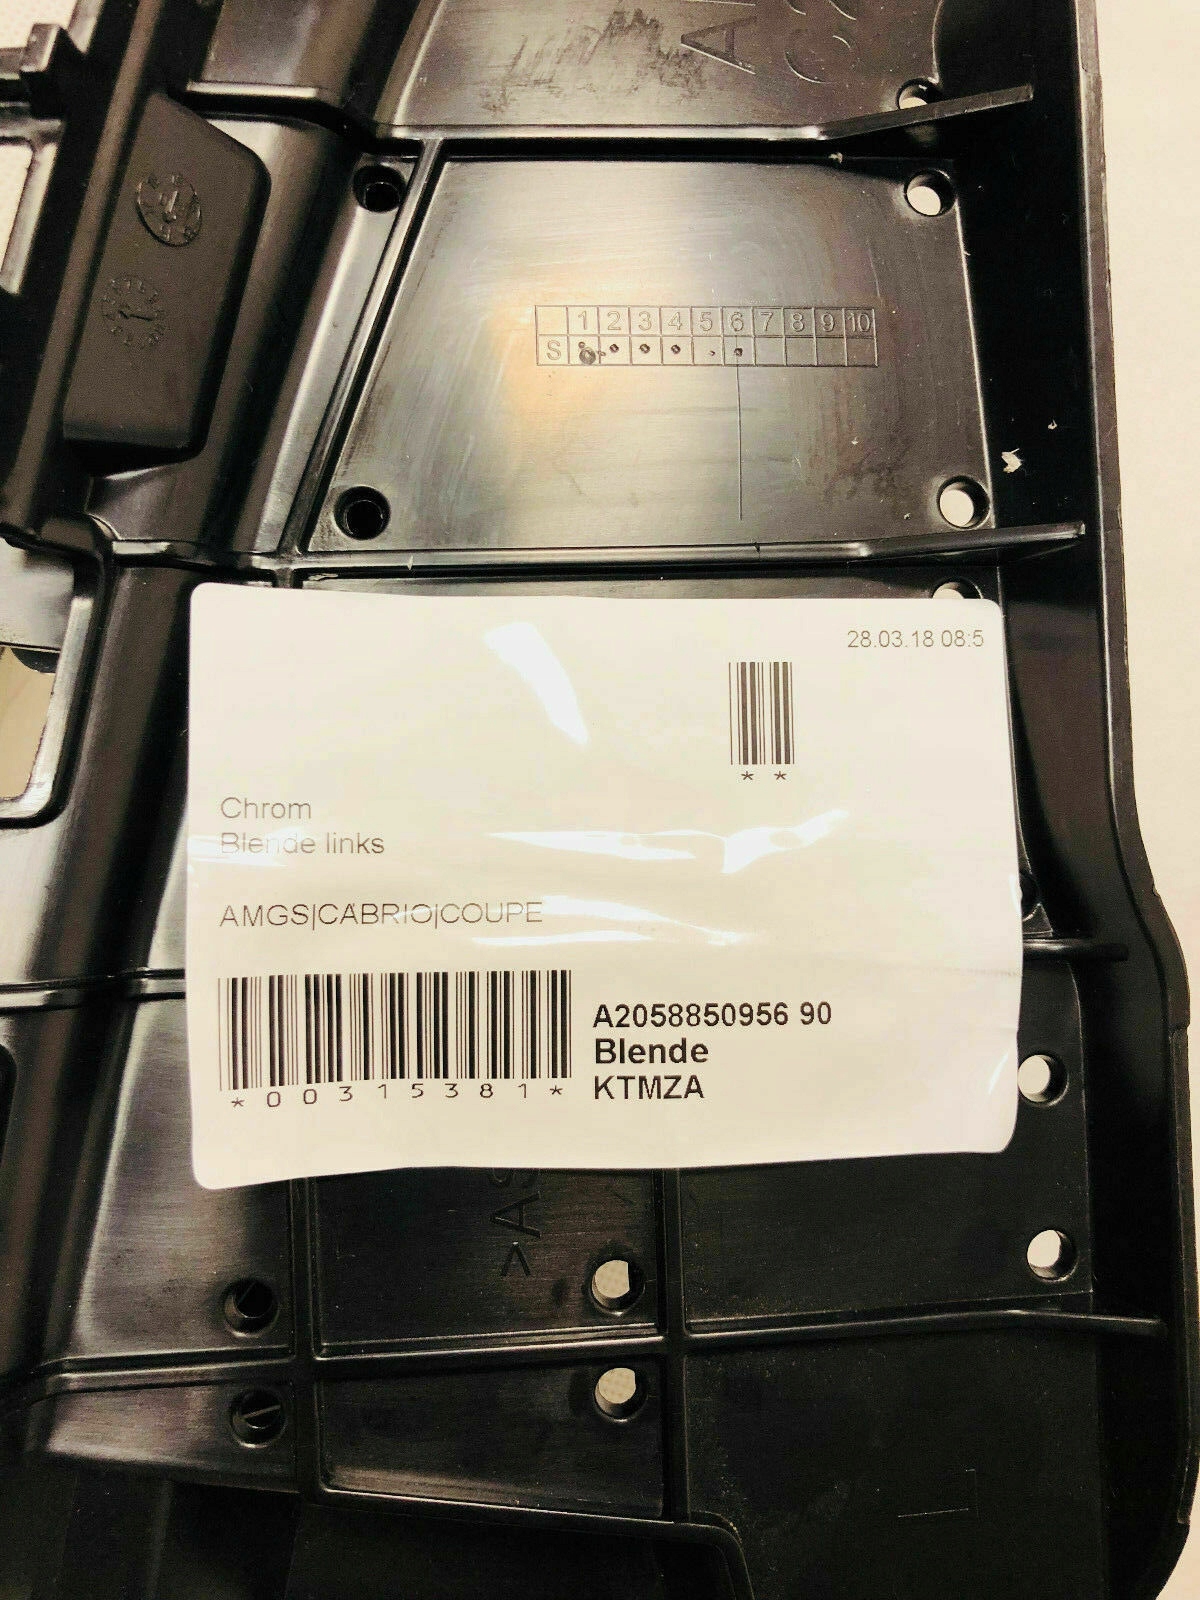 1 2 3 4 5 6 7 8 9 10
S
28.03.18 08:5
* *
Chrom
Blende links
AMGS|CABRIO|COUPE
*00315381*
A2058850956 90
Blende
KTMZA
>AS